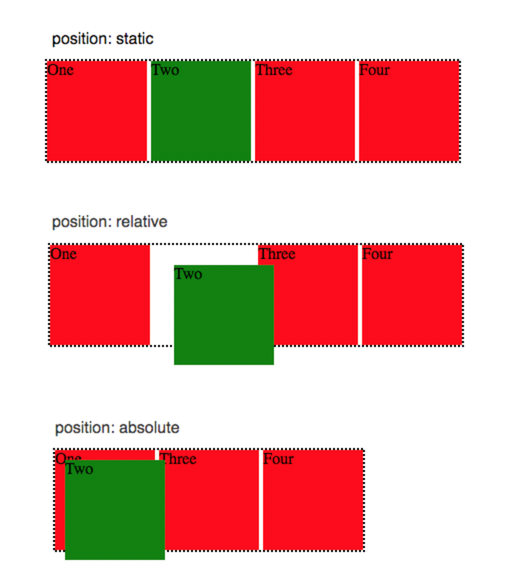 position: static
One Two Three Four
position: relative
One Three Four
Two
position: absolute
One Three Four
Two